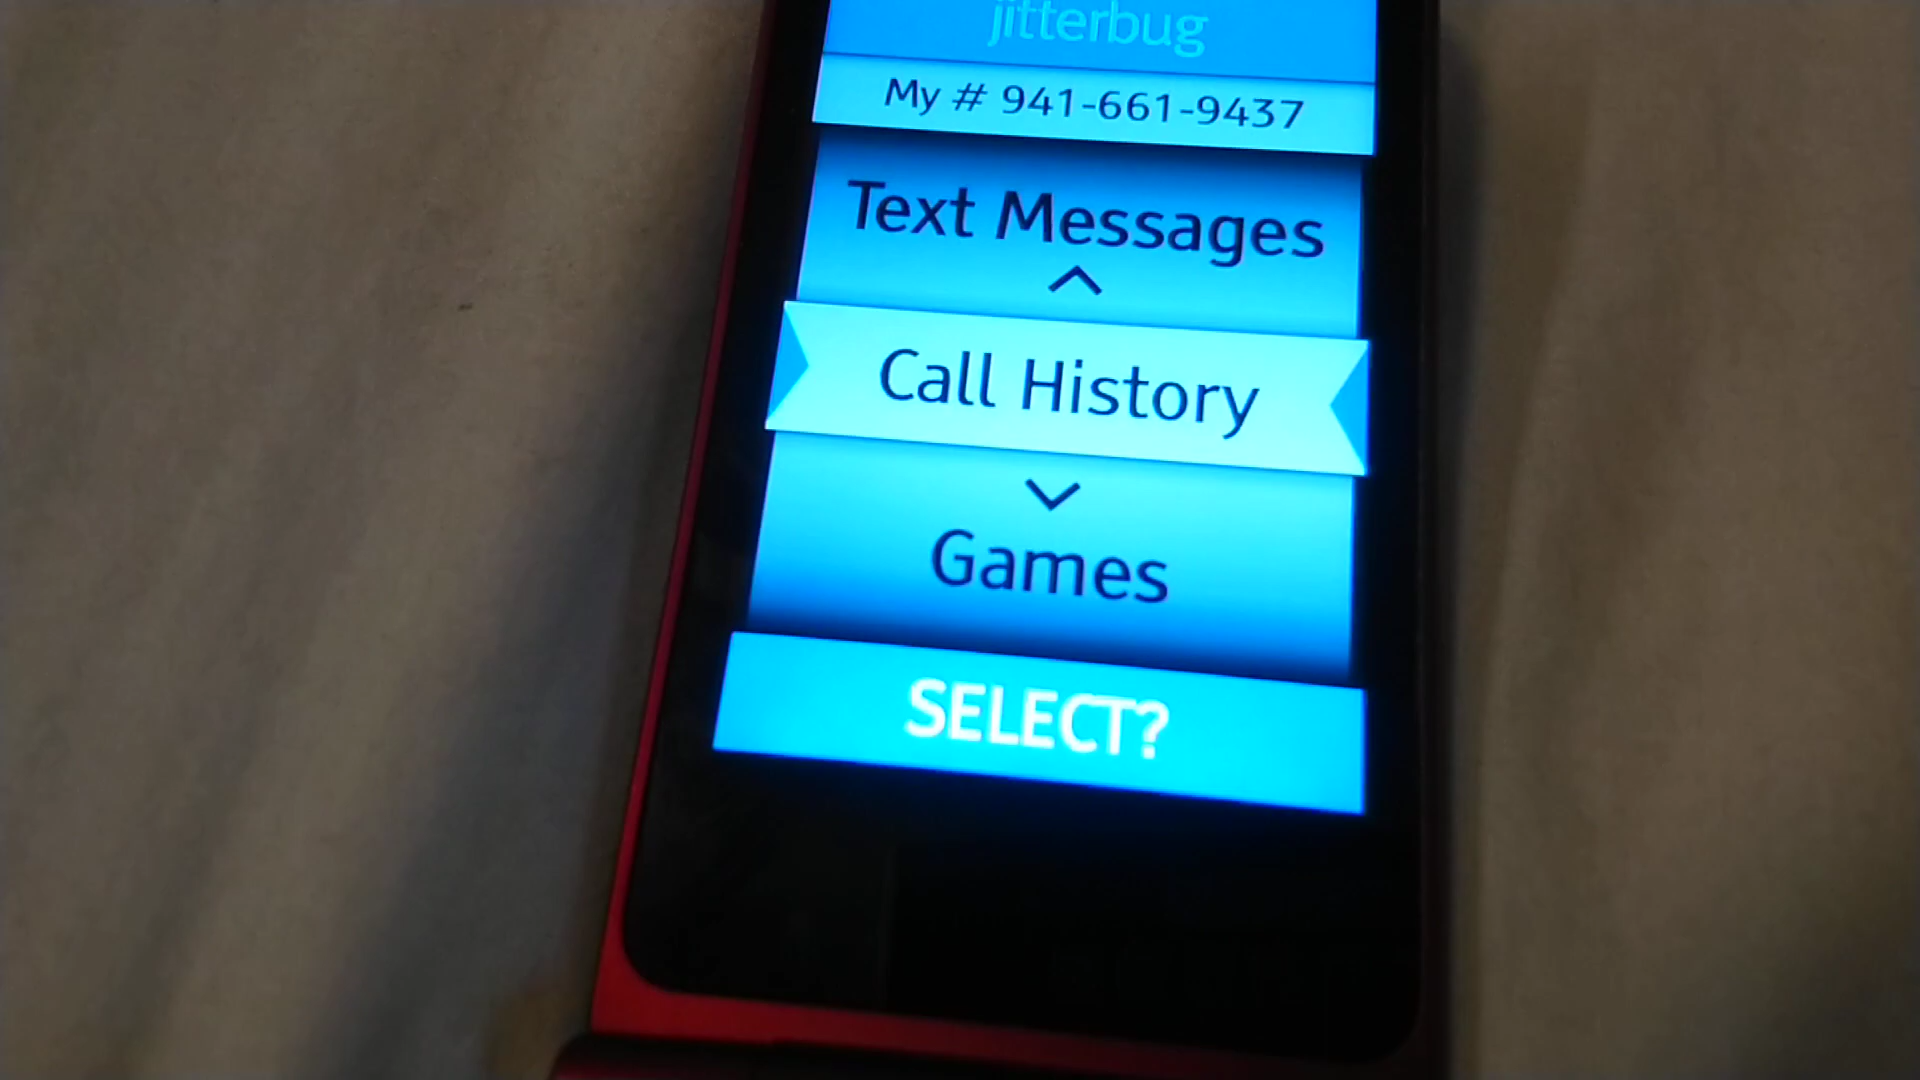 jitterbug
My # 941-661-9437
Text Messages
Call History
Games
SELECT?